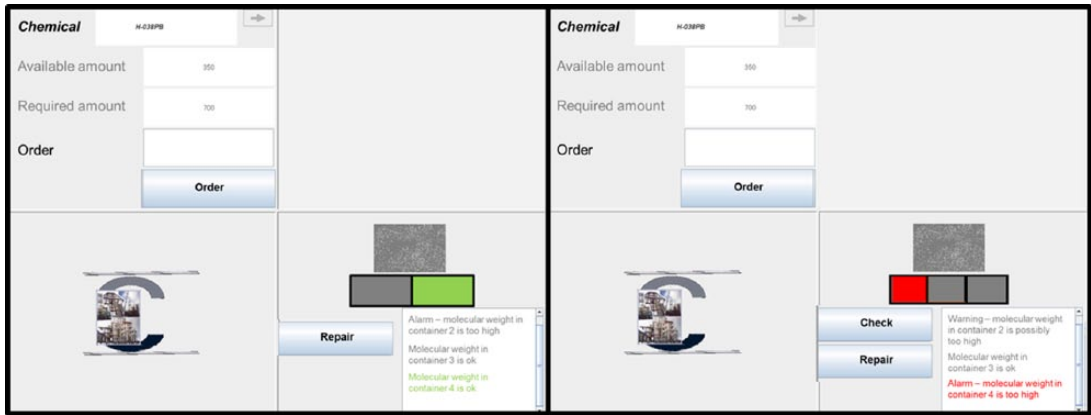 Chemical H-038PB
Available amount 350
Required amount 700
Order
Order
Repair
Alarm – molecular weight in
container 2 is too high
Molecular weight in
container 3 is ok
Molecular weight in
container 4 is ok
Chemical H-038PB
Available amount 350
Required amount 700
Order
Order
Check
Repair
Warning – molecular weight
in container 2 is possibly
too high
Molecular weight in
container 3 is ok
Alarm – molecular weight in
container 4 is too high